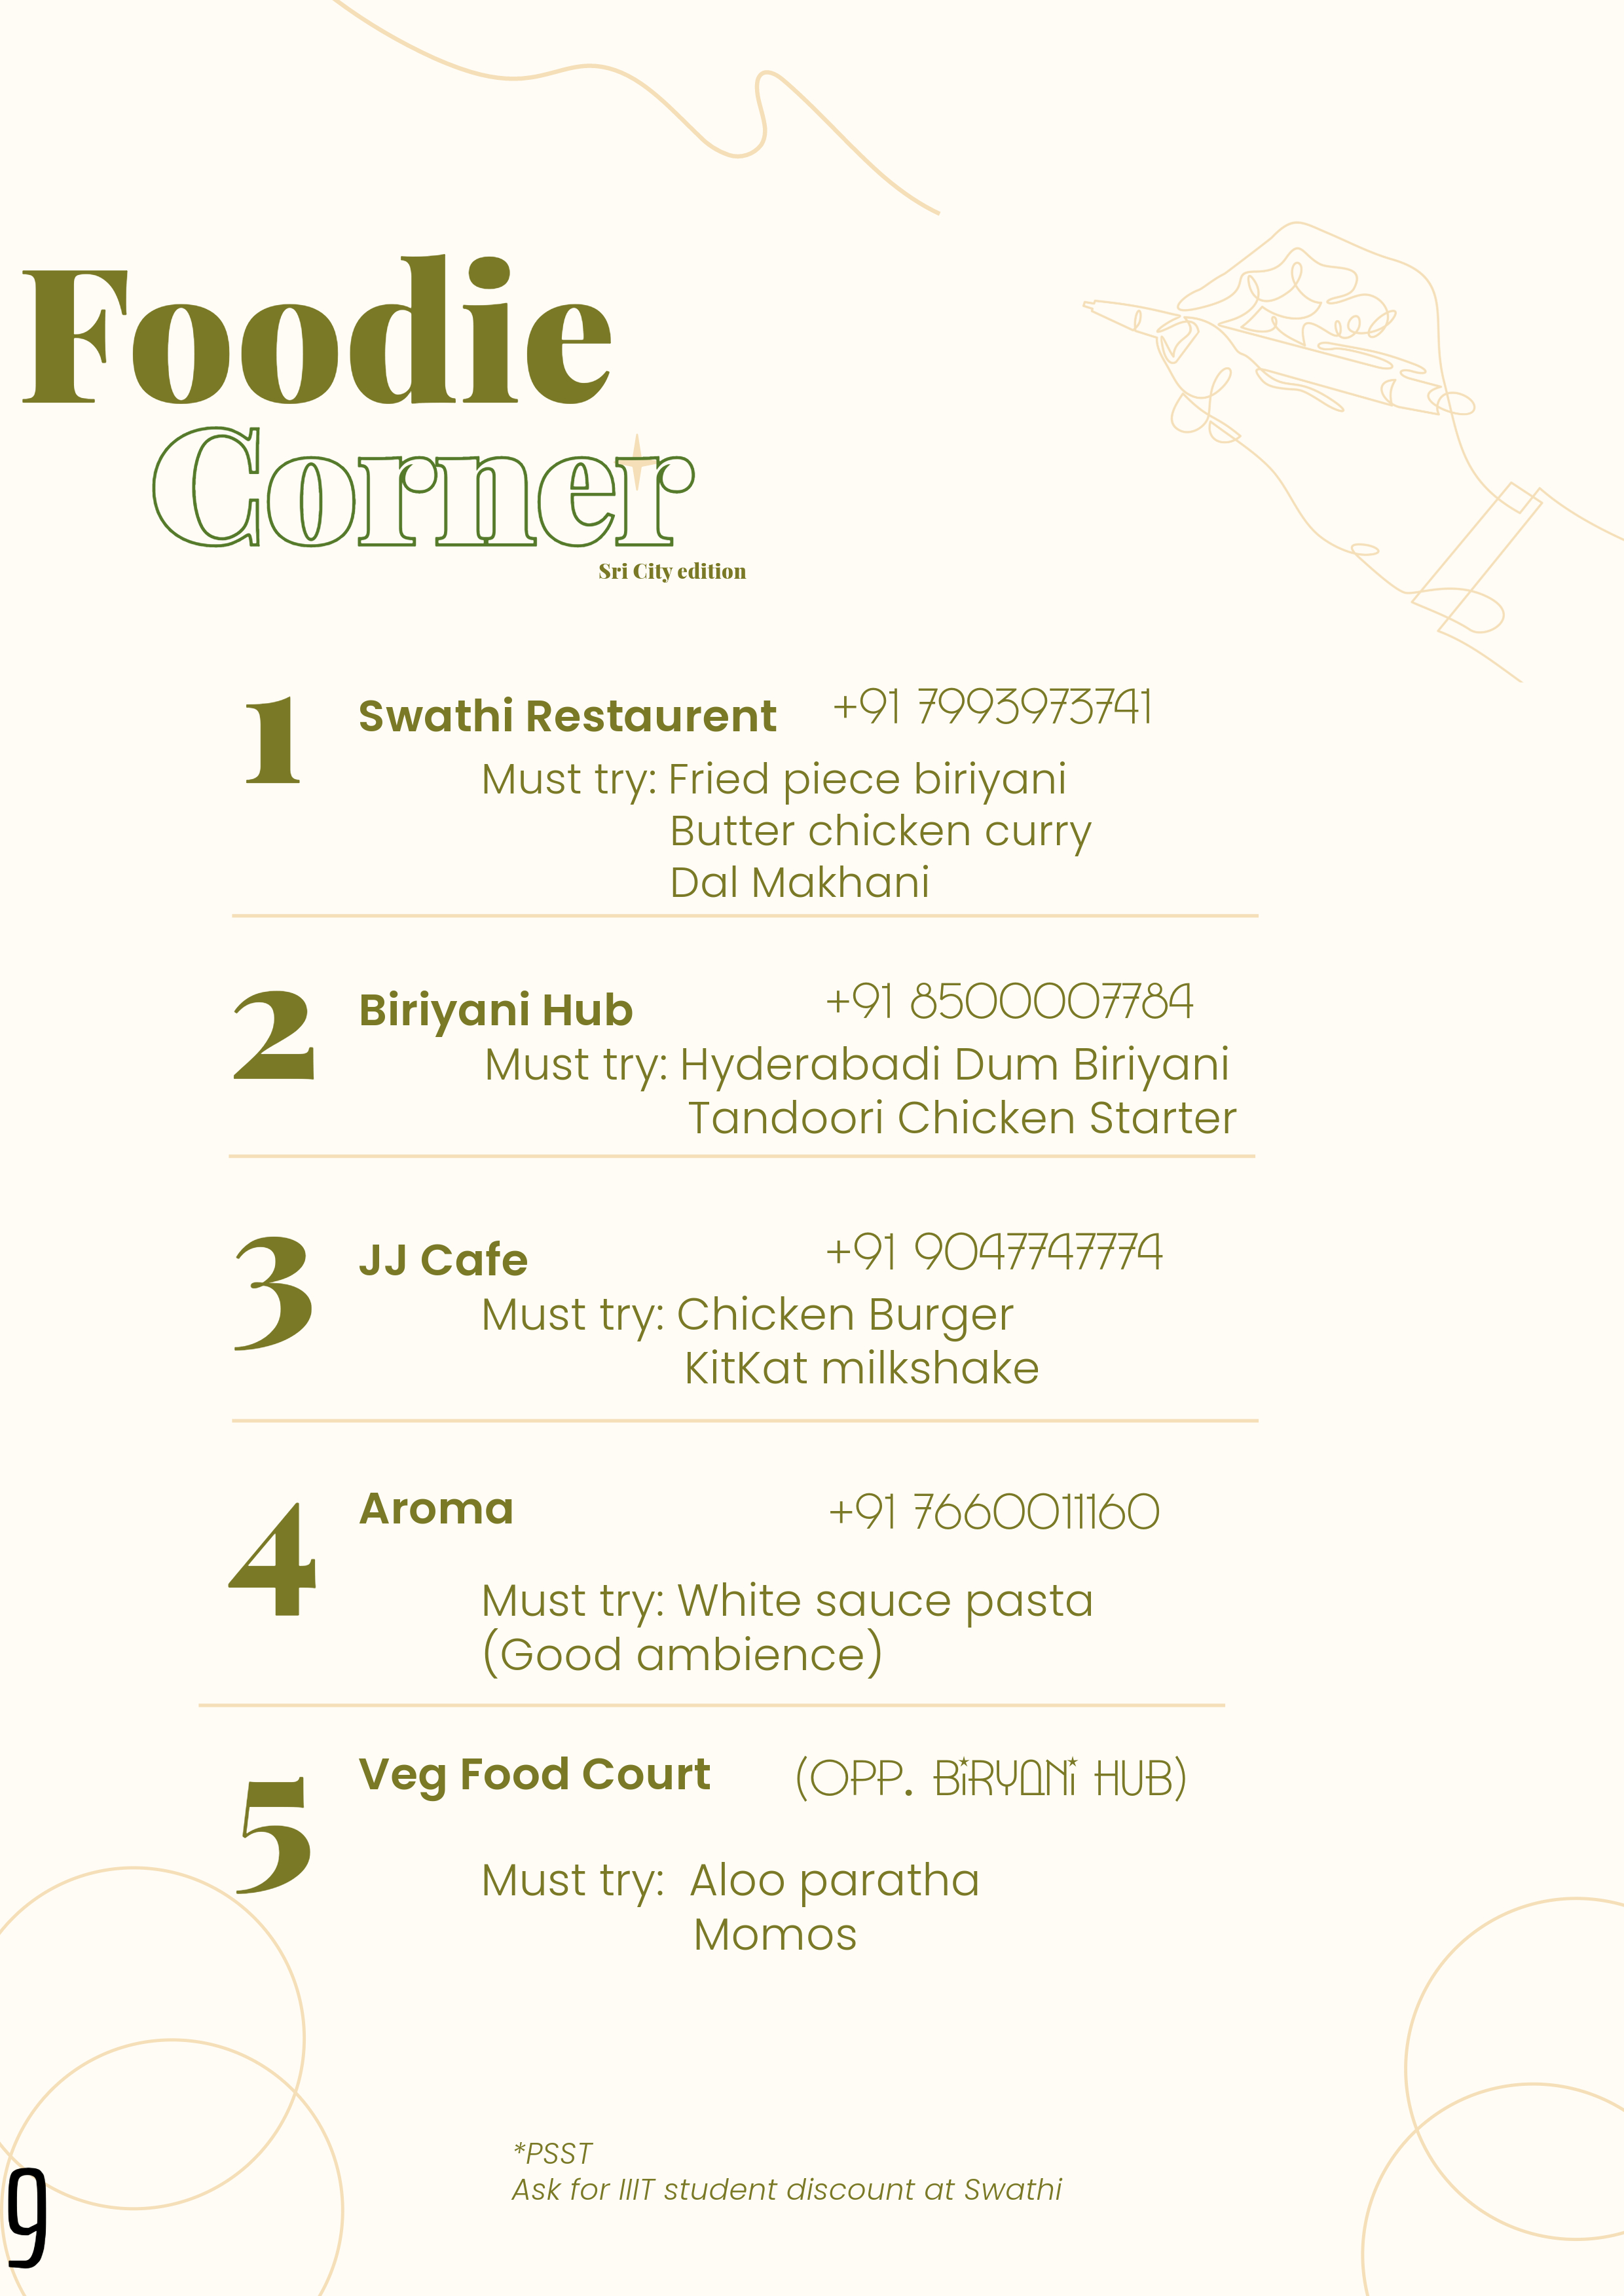 Foodie
Corner
Sri City edition
1
Swathi Restaurent +91 7993973741
Must try: Fried piece biriyani
Butter chicken curry
Dal Makhani
2
Biriyani Hub +91 8500007784
Must try: Hyderabadi Dum Biriyani
Tandoori Chicken Starter
3
JJ Cafe +91 9047747774
Must try: Chicken Burger
KitKat milkshake
4
Aroma +91 7660011160
Must try: White sauce pasta
(Good ambience)
5
Veg Food Court (OPP. BiRYANi HUB)
Must try: Aloo paratha
Momos
*PSST
Ask for IIIT student discount at Swathi
9